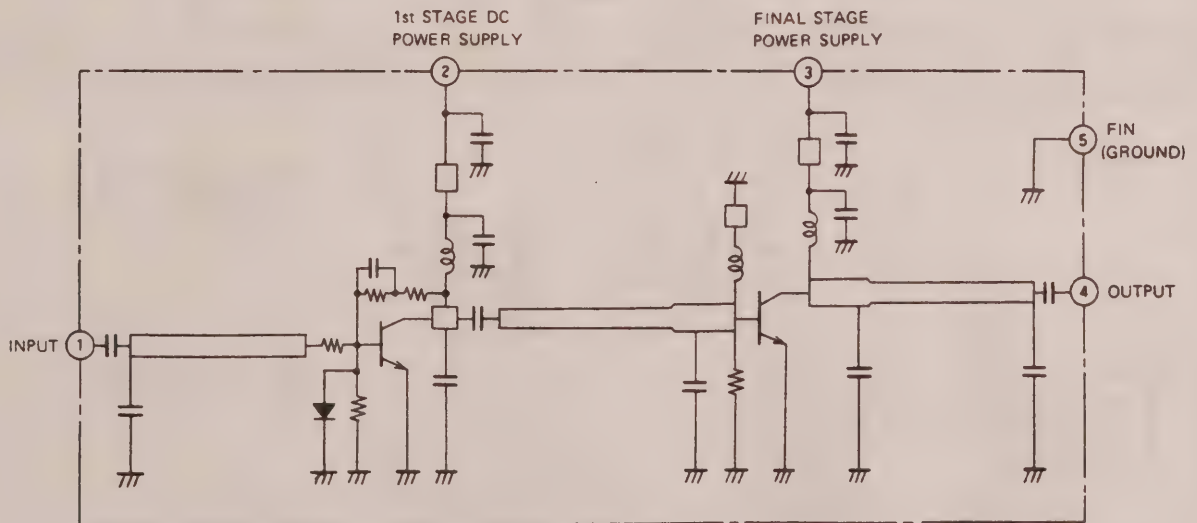 1st STAGE DC
POWER SUPPLY
FINAL STAGE
POWER SUPPLY
2
3
5
FIN
(GROUND)
4
OUTPUT
INPUT
1